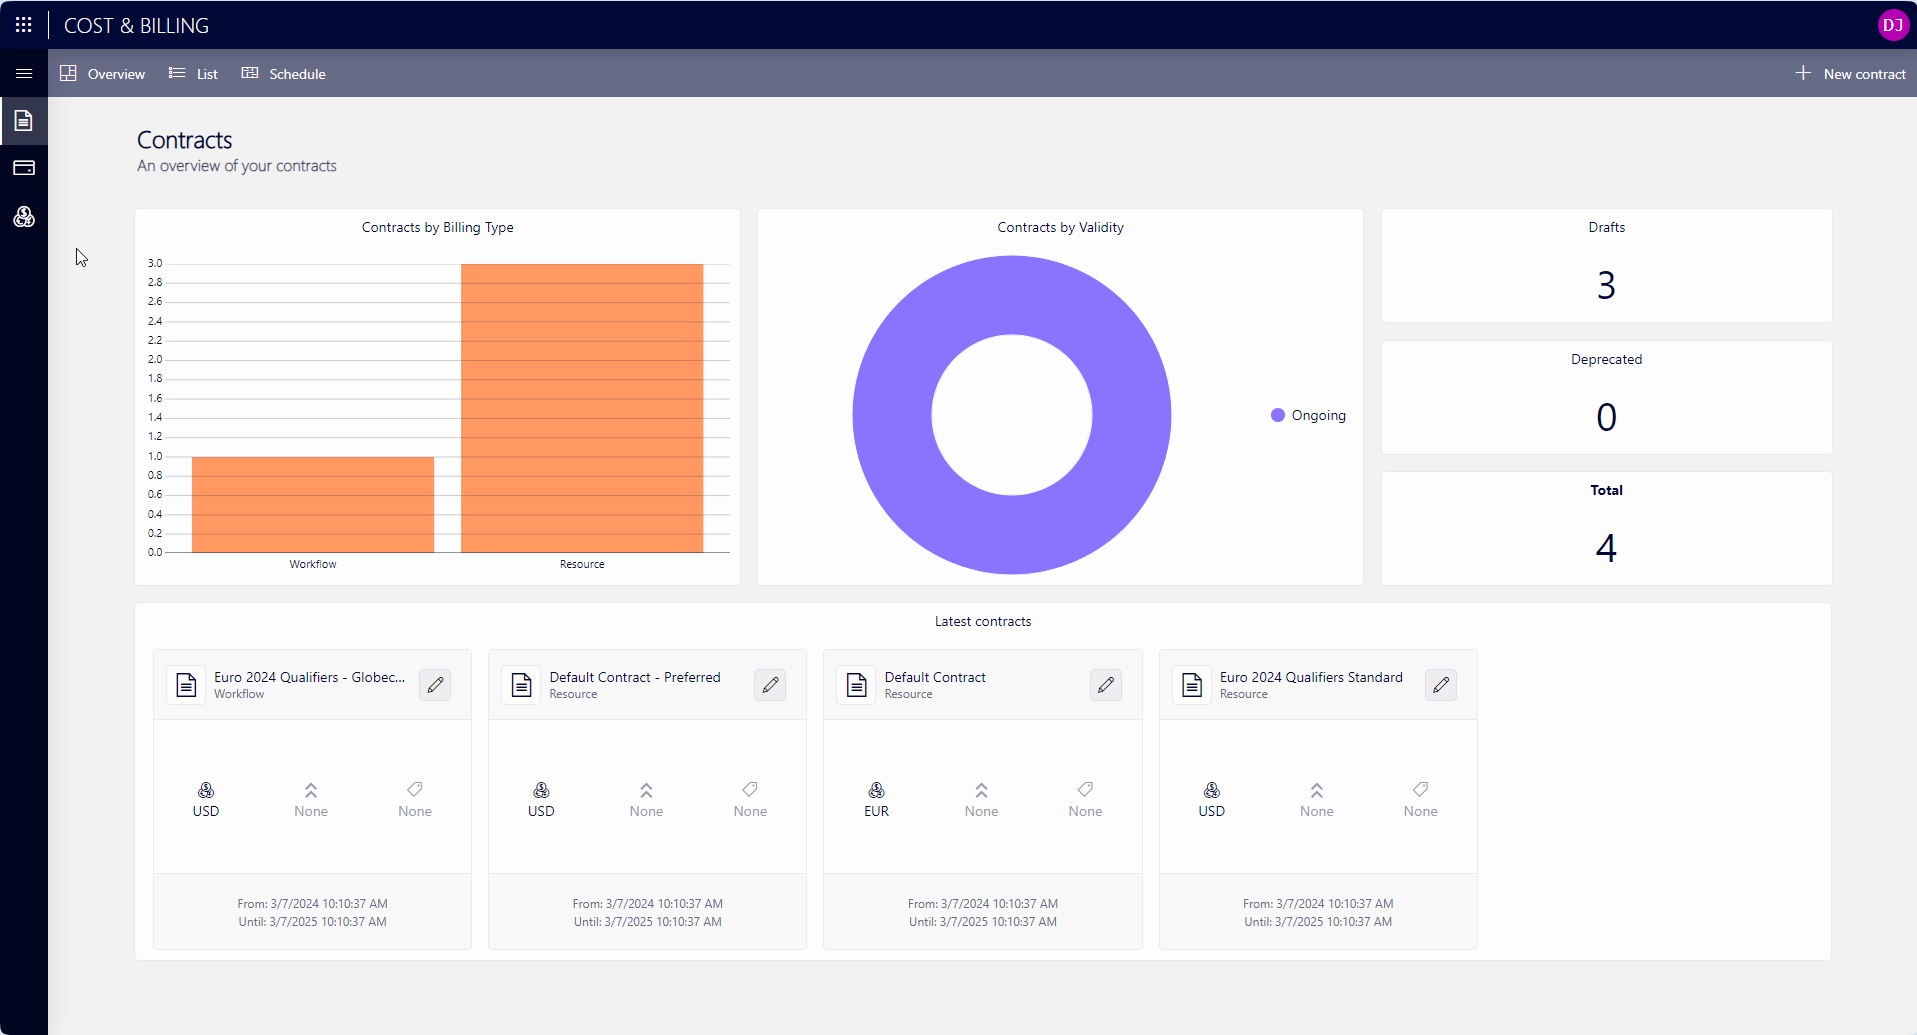 COST & BILLING
DJ
Overview
List
Schedule
New contract
Contracts
An overview of your contracts
Contracts by Billing Type
3.0
2.8
2.6
2.4
2.2
2.0
1.8
1.6
1.4
1.2
1.0
0.8
0.6
0.4
0.2
0.0
Workflow
Resource
Contracts by Validity
Ongoing
Drafts
3
Deprecated
0
Total
4
Latest contracts
Euro 2024 Qualifiers - Globec...
Workflow
USD
None
None
From: 3/7/2024 10:10:37 AM
Until: 3/7/2025 10:10:37 AM
Default Contract - Preferred
Resource
USD
None
None
From: 3/7/2024 10:10:37 AM
Until: 3/7/2025 10:10:37 AM
Default Contract
Resource
EUR
None
None
From: 3/7/2024 10:10:37 AM
Until: 3/7/2025 10:10:37 AM
Euro 2024 Qualifiers Standard
Resource
USD
None
None
From: 3/7/2024 10:10:37 AM
Until: 3/7/2025 10:10:37 AM